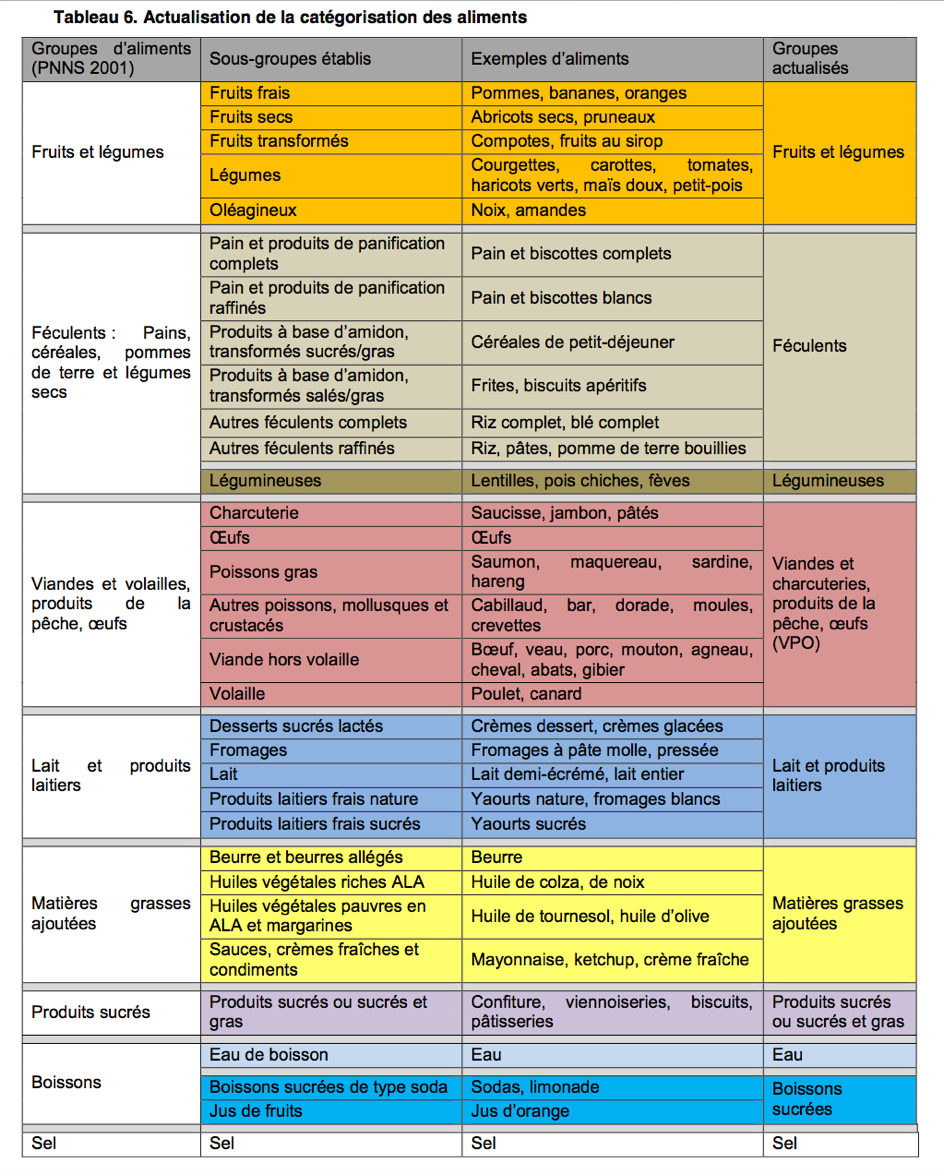 Tableau 6. Actualisation de la catégorisation des aliments
Groupes d'aliments
(PNNS 2001)
Sous-groupes établis
Exemples d'aliments
Groupes
actualisés
Fruits et légumes
Fruits frais
Pommes, bananes, oranges
Fruits secs
Abricots secs, pruneaux
Fruits transformés
Compotes, fruits au sirop
Légumes
Courgettes, carottes, tomates,
haricots verts, maïs doux, petit-pois
Oléagineux
Noix, amandes
Fruits et légumes
Féculents : Pains,
céréales, pommes
de terre et légumes
secs
Pain et produits de panification
complets
Pain et biscottes complets
Pain et produits de panification
raffinés
Pain et biscottes blancs
Produits à base d'amidon,
transformés sucrés/gras
Céréales de petit-déjeuner
Produits à base d'amidon,
transformés salés/gras
Frites, biscuits apéritifs
Autres féculents complets
Riz complet, blé complet
Autres féculents raffinés
Riz, pâtes, pomme de terre bouillies
Féculents
Légumineuses
Lentilles, pois chiches, fèves
Légumineuses
Viandes et volailles,
produits de la
pêche, œufs
Charcuterie
Saucisse, jambon, pâtés
Œufs
Œufs
Poissons gras
Saumon, maquereau, sardine,
hareng
Autres poissons, mollusques et
crustacés
Cabillaud, bar, dorade, moules,
crevettes
Viande hors volaille
Bœuf, veau, porc, mouton, agneau,
cheval, abats, gibier
Volaille
Poulet, canard
Viandes et
charcuteries,
produits de la
pêche, œufs
(VPO)
Lait et produits
laitiers
Desserts sucrés lactés
Crèmes dessert, crèmes glacées
Fromages
Fromages à pâte molle, pressée
Lait
Lait demi-écrémé, lait entier
Produits laitiers frais nature
Yaourts nature, fromages blancs
Produits laitiers frais sucrés
Yaourts sucrés
Lait et produits
laitiers
Matières grasses
ajoutées
Beurre et beurres allégés
Beurre
Huiles végétales riches ALA
Huile de colza, de noix
Huiles végétales pauvres en
ALA et margarines
Huile de tournesol, huile d'olive
Sauces, crèmes fraîches et
condiments
Mayonnaise, ketchup, crème fraîche
Matières grasses
ajoutées
Produits sucrés
Produits sucrés ou sucrés et
gras
Confiture, viennoiseries, biscuits,
pâtisseries
Produits sucrés
ou sucrés et gras
Boissons
Eau de boisson
Eau
Eau
Boissons sucrées de type soda
Sodas, limonade
Jus de fruits
Jus d'orange
Boissons
sucrées
Sel
Sel
Sel
Sel